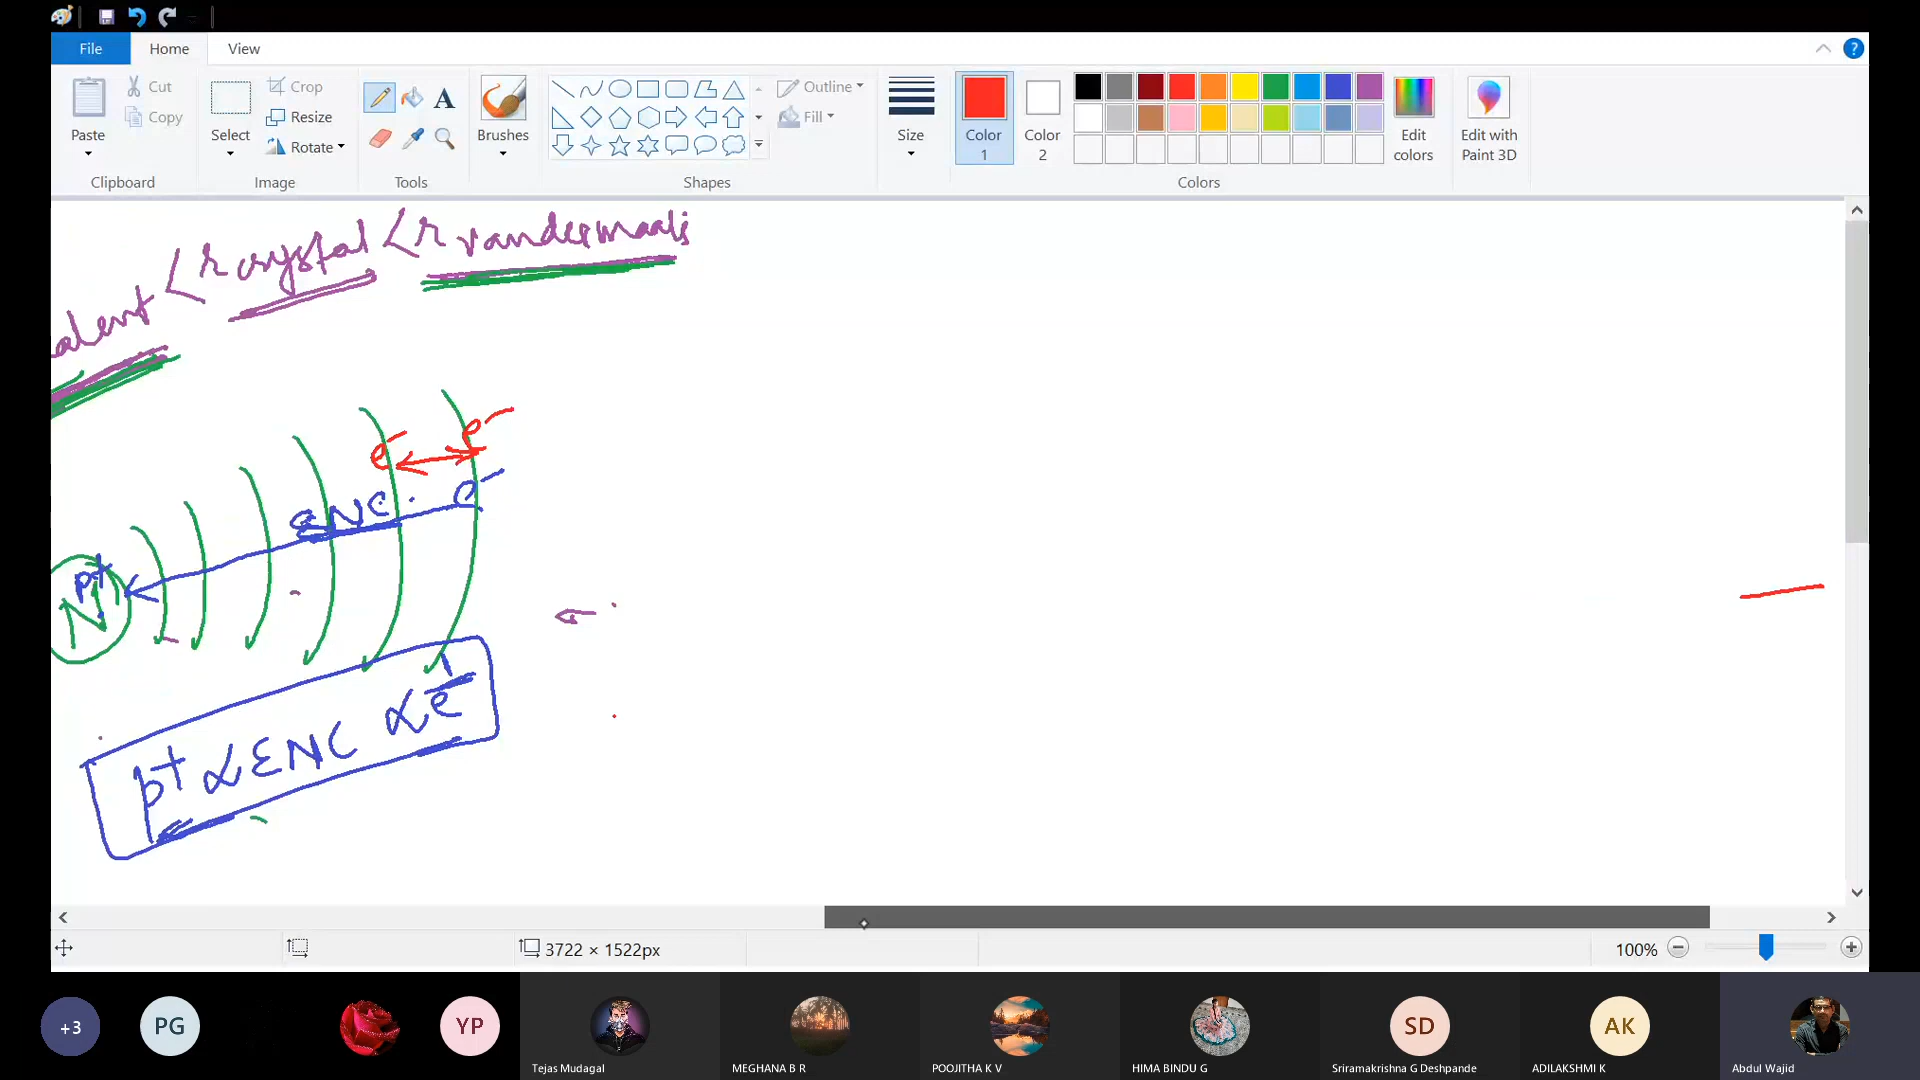 File Home View
Paste Cut Copy Clipboard
Select Crop Resize Rotate Image
Tools
Brushes
Outline Fill Shapes
Size
Color 1
Color 2
Edit colors
Edit with Paint 3D
Colors
alent < r crystal < r vanderwaals
e- e-
ENC e-
p+
N
p+ ∝ ENC ∝ e-
3722 × 1522px 100%
+3 PG YP SD AK
Tejas Mudagal MEGHANA B R POOJITHA K V HIMA BINDU G Sriramakrishna G Deshpande ADILAKSHMI K Abdul Wajid